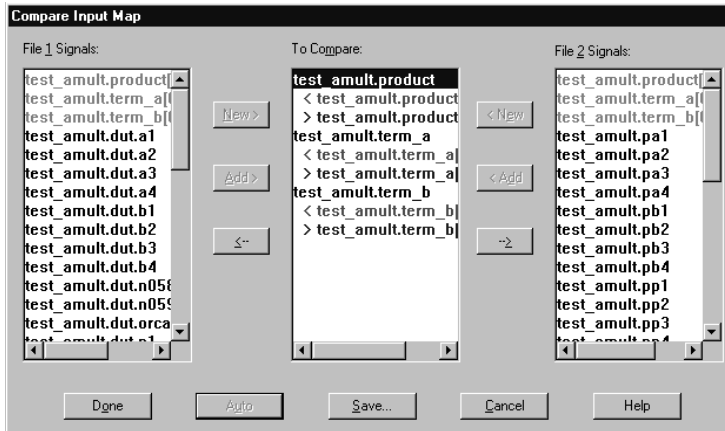 Compare Input Map
File 1 Signals:
test_amult.product[
test_amult.term_a[
test_amult.term_b[
test_amult.dut.a1
test_amult.dut.a2
test_amult.dut.a3
test_amult.dut.a4
test_amult.dut.b1
test_amult.dut.b2
test_amult.dut.b3
test_amult.dut.b4
test_amult.dut.n058
test_amult.dut.n059
test_amult.dut.orca
New >
Add >
<--
To Compare:
test_amult.product
< test_amult.product
> test_amult.product
test_amult.term_a
< test_amult.term_a[
> test_amult.term_a[
test_amult.term_b
< test_amult.term_b[
> test_amult.term_b[
< New
< Add
-->
File 2 Signals:
test_amult.product[
test_amult.term_a[
test_amult.term_b[
test_amult.pa1
test_amult.pa2
test_amult.pa3
test_amult.pa4
test_amult.pb1
test_amult.pb2
test_amult.pb3
test_amult.pb4
test_amult.pp1
test_amult.pp2
test_amult.pp3
Done
Auto
Save...
Cancel
Help